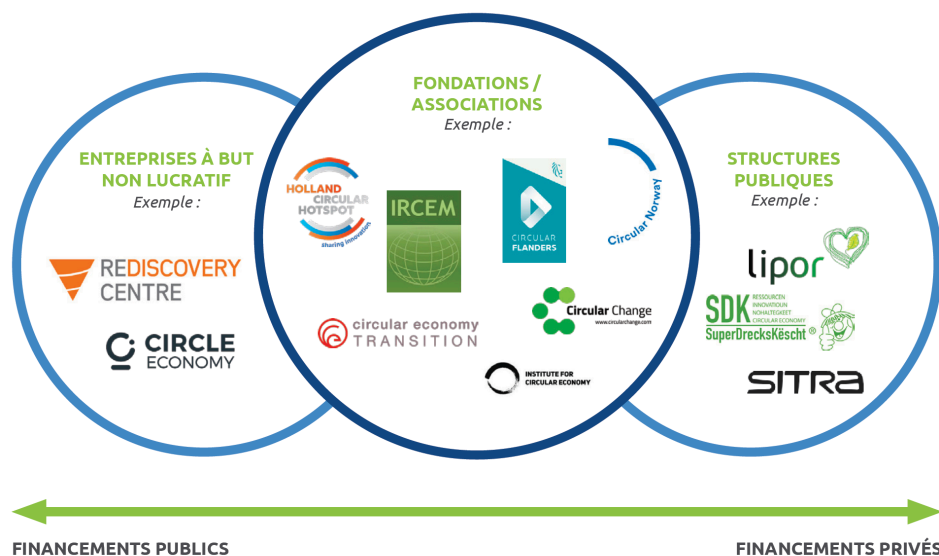 FONDATIONS /
ASSOCIATIONS
Exemple :
ENTREPRISES À BUT
NON LUCRATIF
Exemple :
STRUCTURES
PUBLIQUES
Exemple :
HOLLAND
CIRCULAR
HOTSPOT
sharing innovation
IRCEM
CIRCULAR
FLANDERS
Circular Norway
REDISCOVERY
CENTRE
CIRCLE
ECONOMY
circular economy
TRANSITION
Circular Change
www.circularchange.com
INSTITUTE FOR
CIRCULAR ECONOMY
lipor
SDK
RESSOURCEN
INNOVATIOUN
NOHALTEGKEET
CIRCULAR ECONOMY
SuperDrecksKëscht ®
SITRA
FINANCEMENTS PUBLICS
FINANCEMENTS PRIVÉS